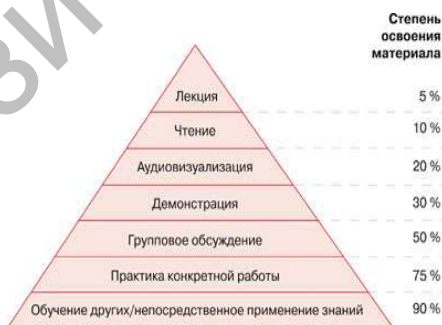 Степень
освоения
материала
Лекция 5 %
Чтение 10 %
Аудиовизуализация 20 %
Демонстрация 30 %
Групповое обсуждение 50 %
Практика конкретной работы 75 %
Обучение других/непосредственное применение знаний 90 %